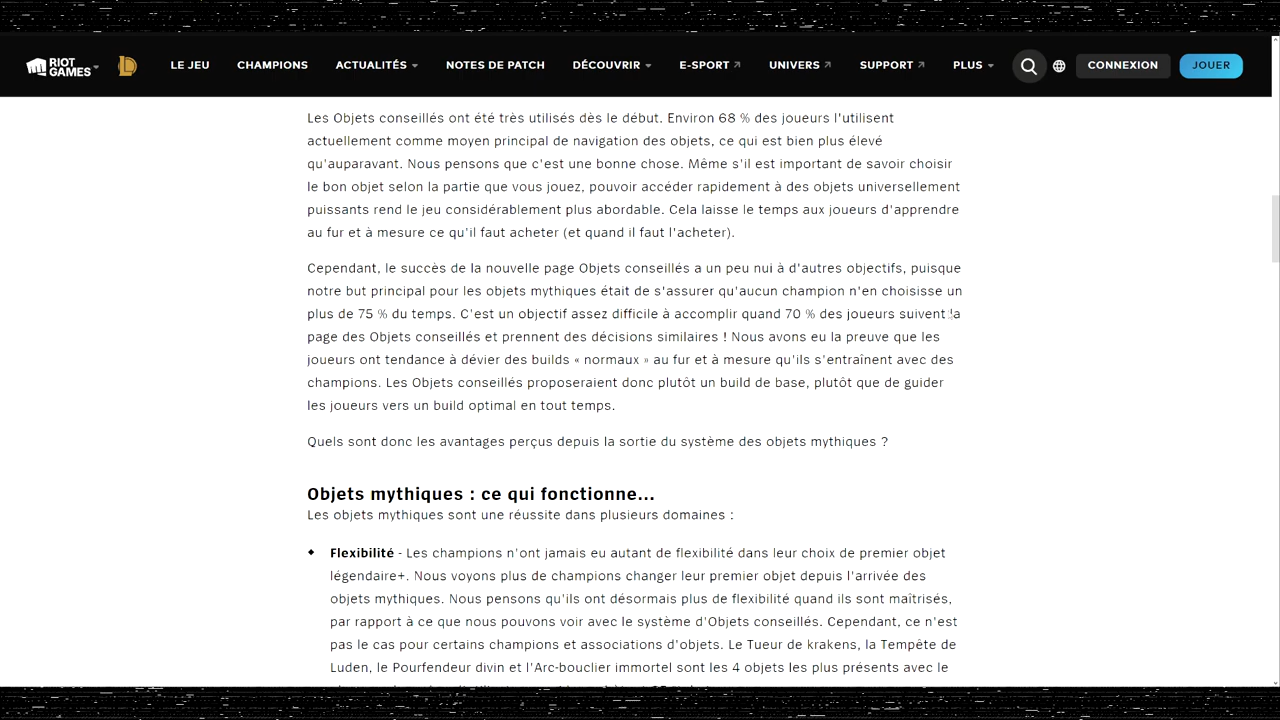 RIOT GAMES
LE JEU CHAMPIONS ACTUALITÉS NOTES DE PATCH DÉCOUVRIR E-SPORT UNIVERS SUPPORT PLUS CONNEXION JOUER
Les Objets conseillés ont été très utilisés dès le début. Environ 68 % des joueurs l'utilisent
actuellement comme moyen principal de navigation des objets, ce qui est bien plus élevé
qu'auparavant. Nous pensons que c'est une bonne chose. Même s'il est important de savoir choisir
le bon objet selon la partie que vous jouez, pouvoir accéder rapidement à des objets universellement
puissants rend le jeu considérablement plus abordable. Cela laisse le temps aux joueurs d'apprendre
au fur et à mesure ce qu'il faut acheter (et quand il faut l'acheter).
Cependant, le succès de la nouvelle page Objets conseillés a un peu nui à d'autres objectifs, puisque
notre but principal pour les objets mythiques était de s'assurer qu'aucun champion n'en choisisse un
plus de 75 % du temps. C'est un objectif assez difficile à accomplir quand 70 % des joueurs suivent la
page des Objets conseillés et prennent des décisions similaires ! Nous avons eu la preuve que les
joueurs ont tendance à dévier des builds « normaux » au fur et à mesure qu'ils s'entraînent avec des
champions. Les Objets conseillés proposeraient donc plutôt un build de base, plutôt que de guider
les joueurs vers un build optimal en tout temps.
Quels sont donc les avantages perçus depuis la sortie du système des objets mythiques ?
Objets mythiques : ce qui fonctionne...
Les objets mythiques sont une réussite dans plusieurs domaines :
Flexibilité - Les champions n'ont jamais eu autant de flexibilité dans leur choix de premier objet
légendaire+. Nous voyons plus de champions changer leur premier objet depuis l'arrivée des
objets mythiques. Nous pensons qu'ils ont désormais plus de flexibilité quand ils sont maîtrisés,
par rapport à ce que nous pouvons voir avec le système d'Objets conseillés. Cependant, ce n'est
pas le cas pour certains champions et associations d'objets. Le Tueur de krakens, la Tempête de
Luden, le Pourfendeur divin et l'Arc-bouclier immortel sont les 4 objets les plus présents avec le